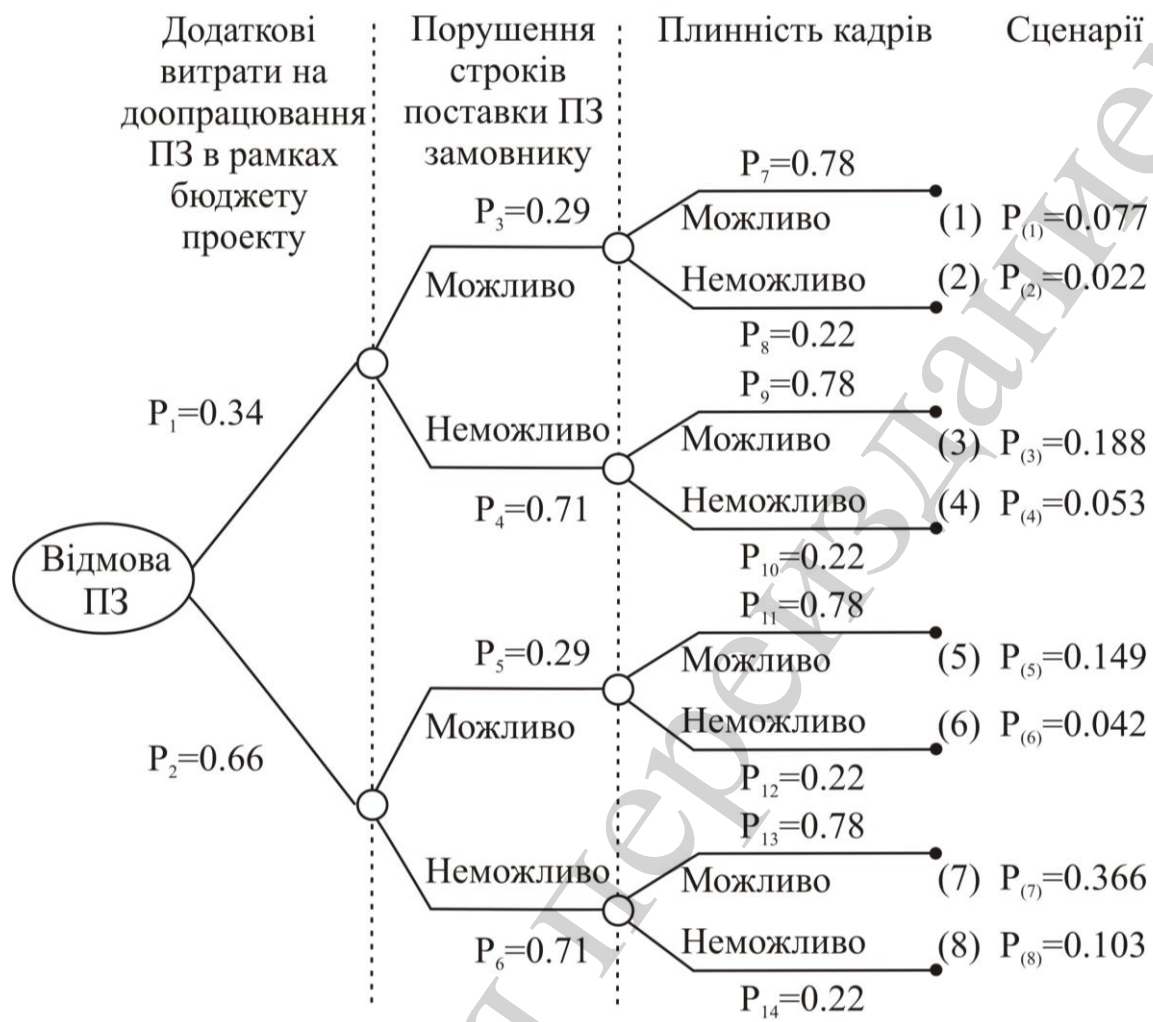 Додаткові
витрати на
доопрацювання
ПЗ в рамках
бюджету
проекту
Порушення
строків
поставки ПЗ
замовнику
Плинність кадрів
Сценарії
P₇=0.78
P₃=0.29
Можливо
(1) P₍₁₎=0.077
Можливо
Неможливо
(2) P₍₂₎=0.022
P₈=0.22
P₁=0.34
P₉=0.78
Неможливо
Можливо
(3) P₍₃₎=0.188
P₄=0.71
Неможливо
(4) P₍₄₎=0.053
P₁₀=0.22
Відмова
ПЗ
P₁₁=0.78
P₅=0.29
Можливо
(5) P₍₅₎=0.149
Можливо
Неможливо
(6) P₍₆₎=0.042
P₂=0.66
P₁₂=0.22
P₁₃=0.78
Неможливо
Можливо
(7) P₍₇₎=0.366
P₆=0.71
Неможливо
(8) P₍₈₎=0.103
P₁₄=0.22
переиздание